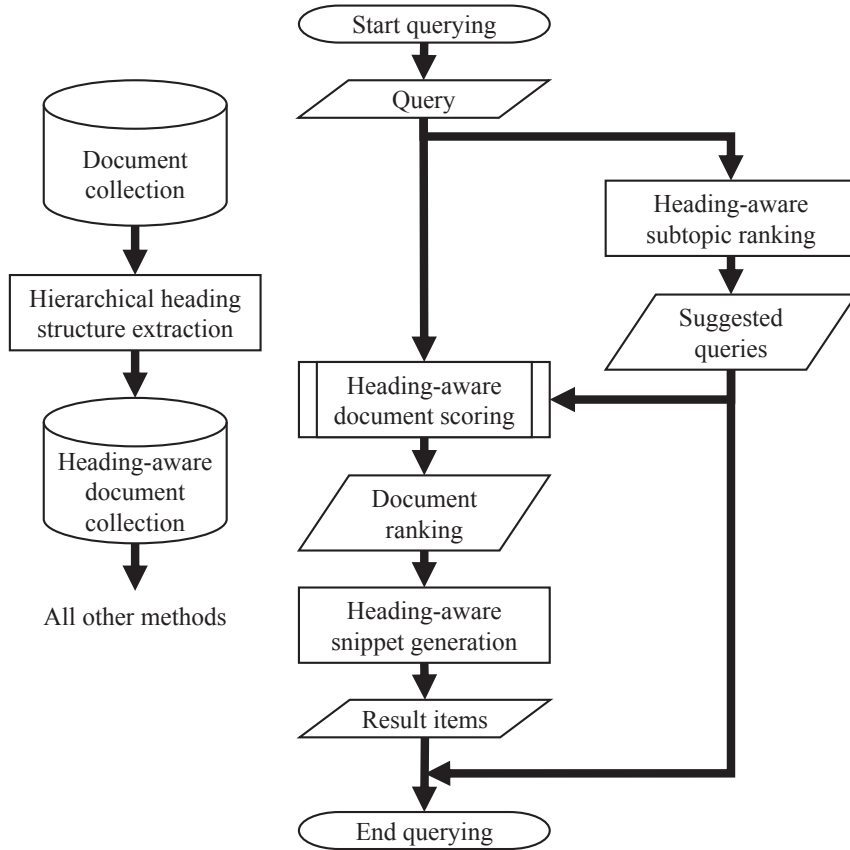 Start querying
Query
Document
collection
Heading-aware
subtopic ranking
Hierarchical heading
structure extraction
Suggested
queries
Heading-aware
document scoring
Heading-aware
document
collection
Document
ranking
All other methods
Heading-aware
snippet generation
Result items
End querying